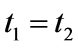 t₁ = t₂